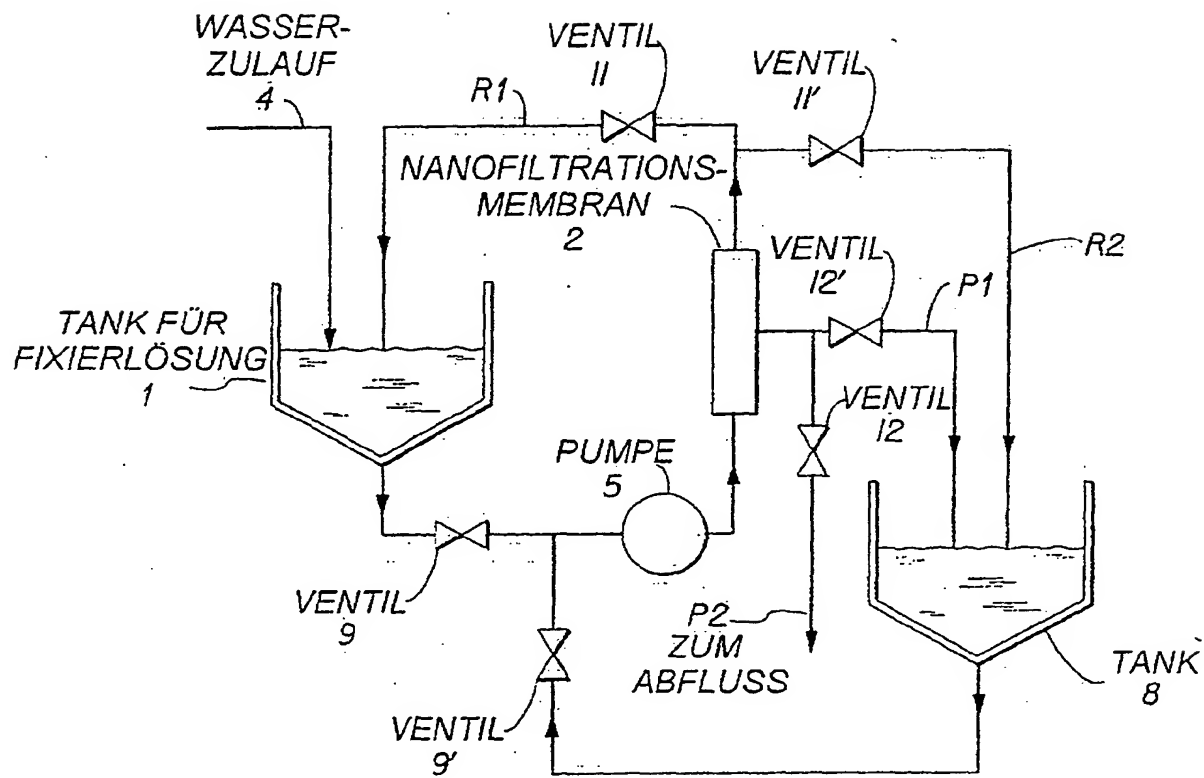 WASSER-
ZULAUF
4
R1
VENTIL
11
VENTIL
11'
NANOFILTRATIONS-
MEMBRAN
2
VENTIL
12'
R2
P1
TANK FÜR
FIXIERLÖSUNG
1
VENTIL
12
PUMPE
5
VENTIL
9
P2
ZUM
ABFLUSS
TANK
8
VENTIL
9'